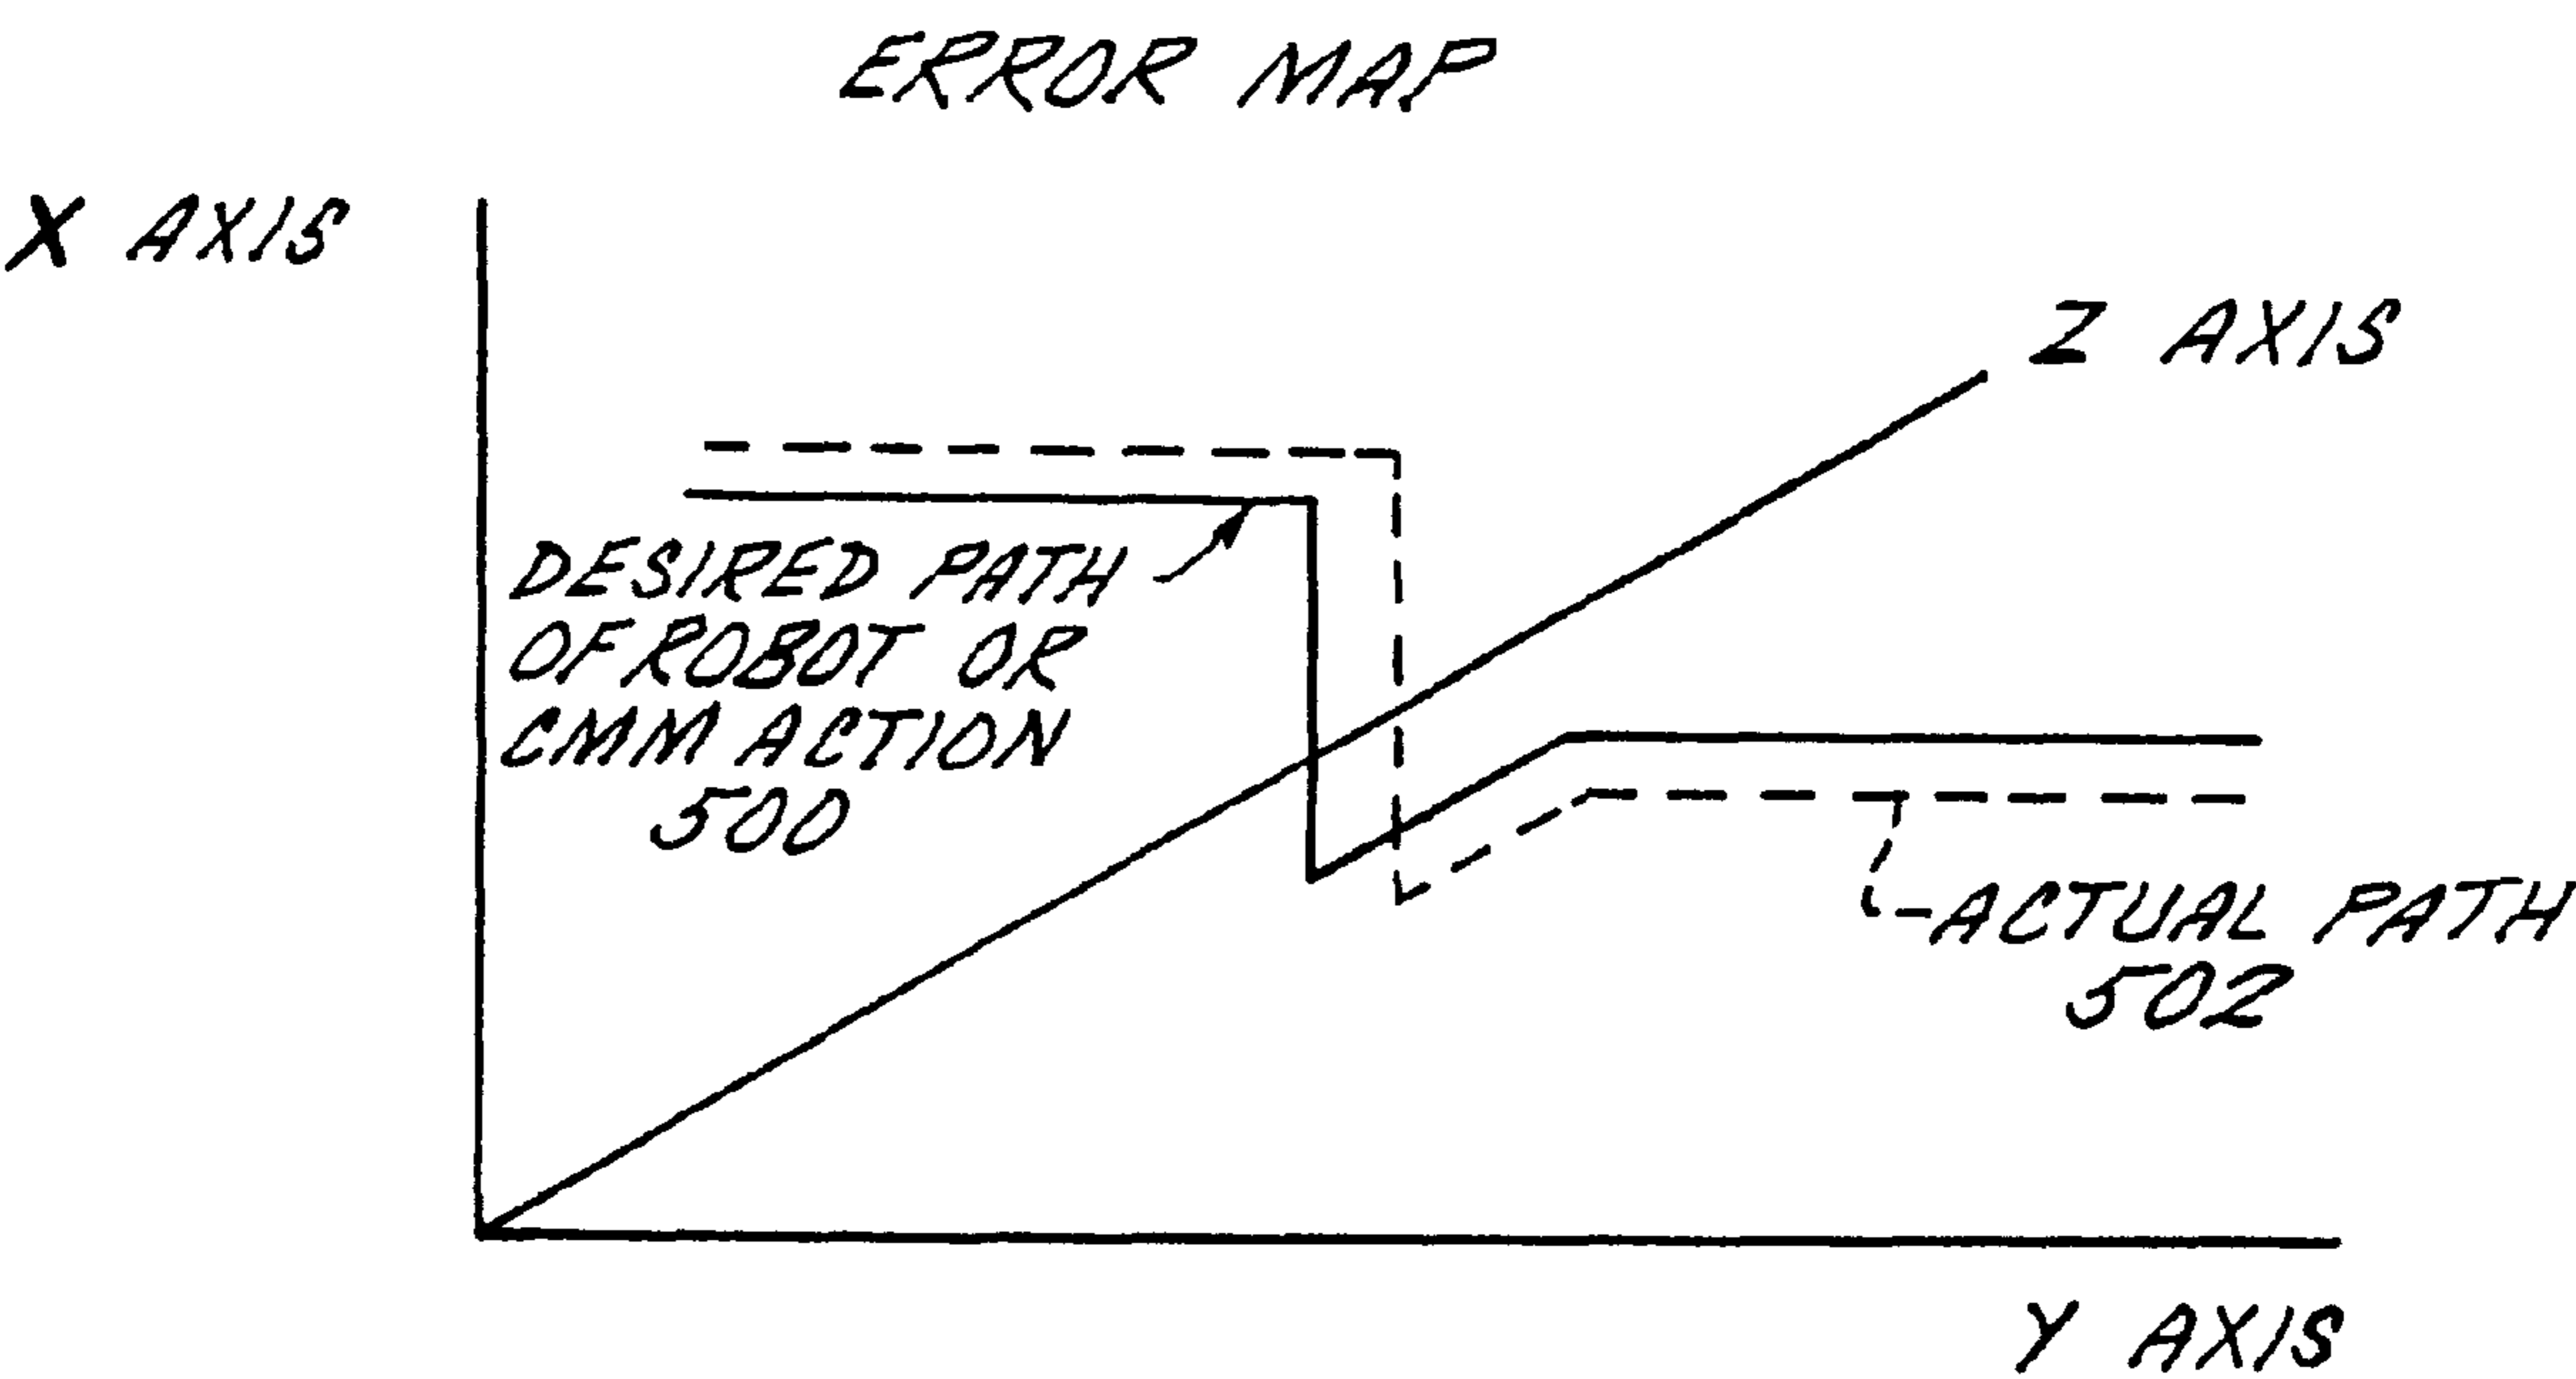 ERROR MAP
X AXIS
Z AXIS
DESIRED PATH
OF ROBOT OR
CMM ACTION
500
ACTUAL PATH
502
Y AXIS